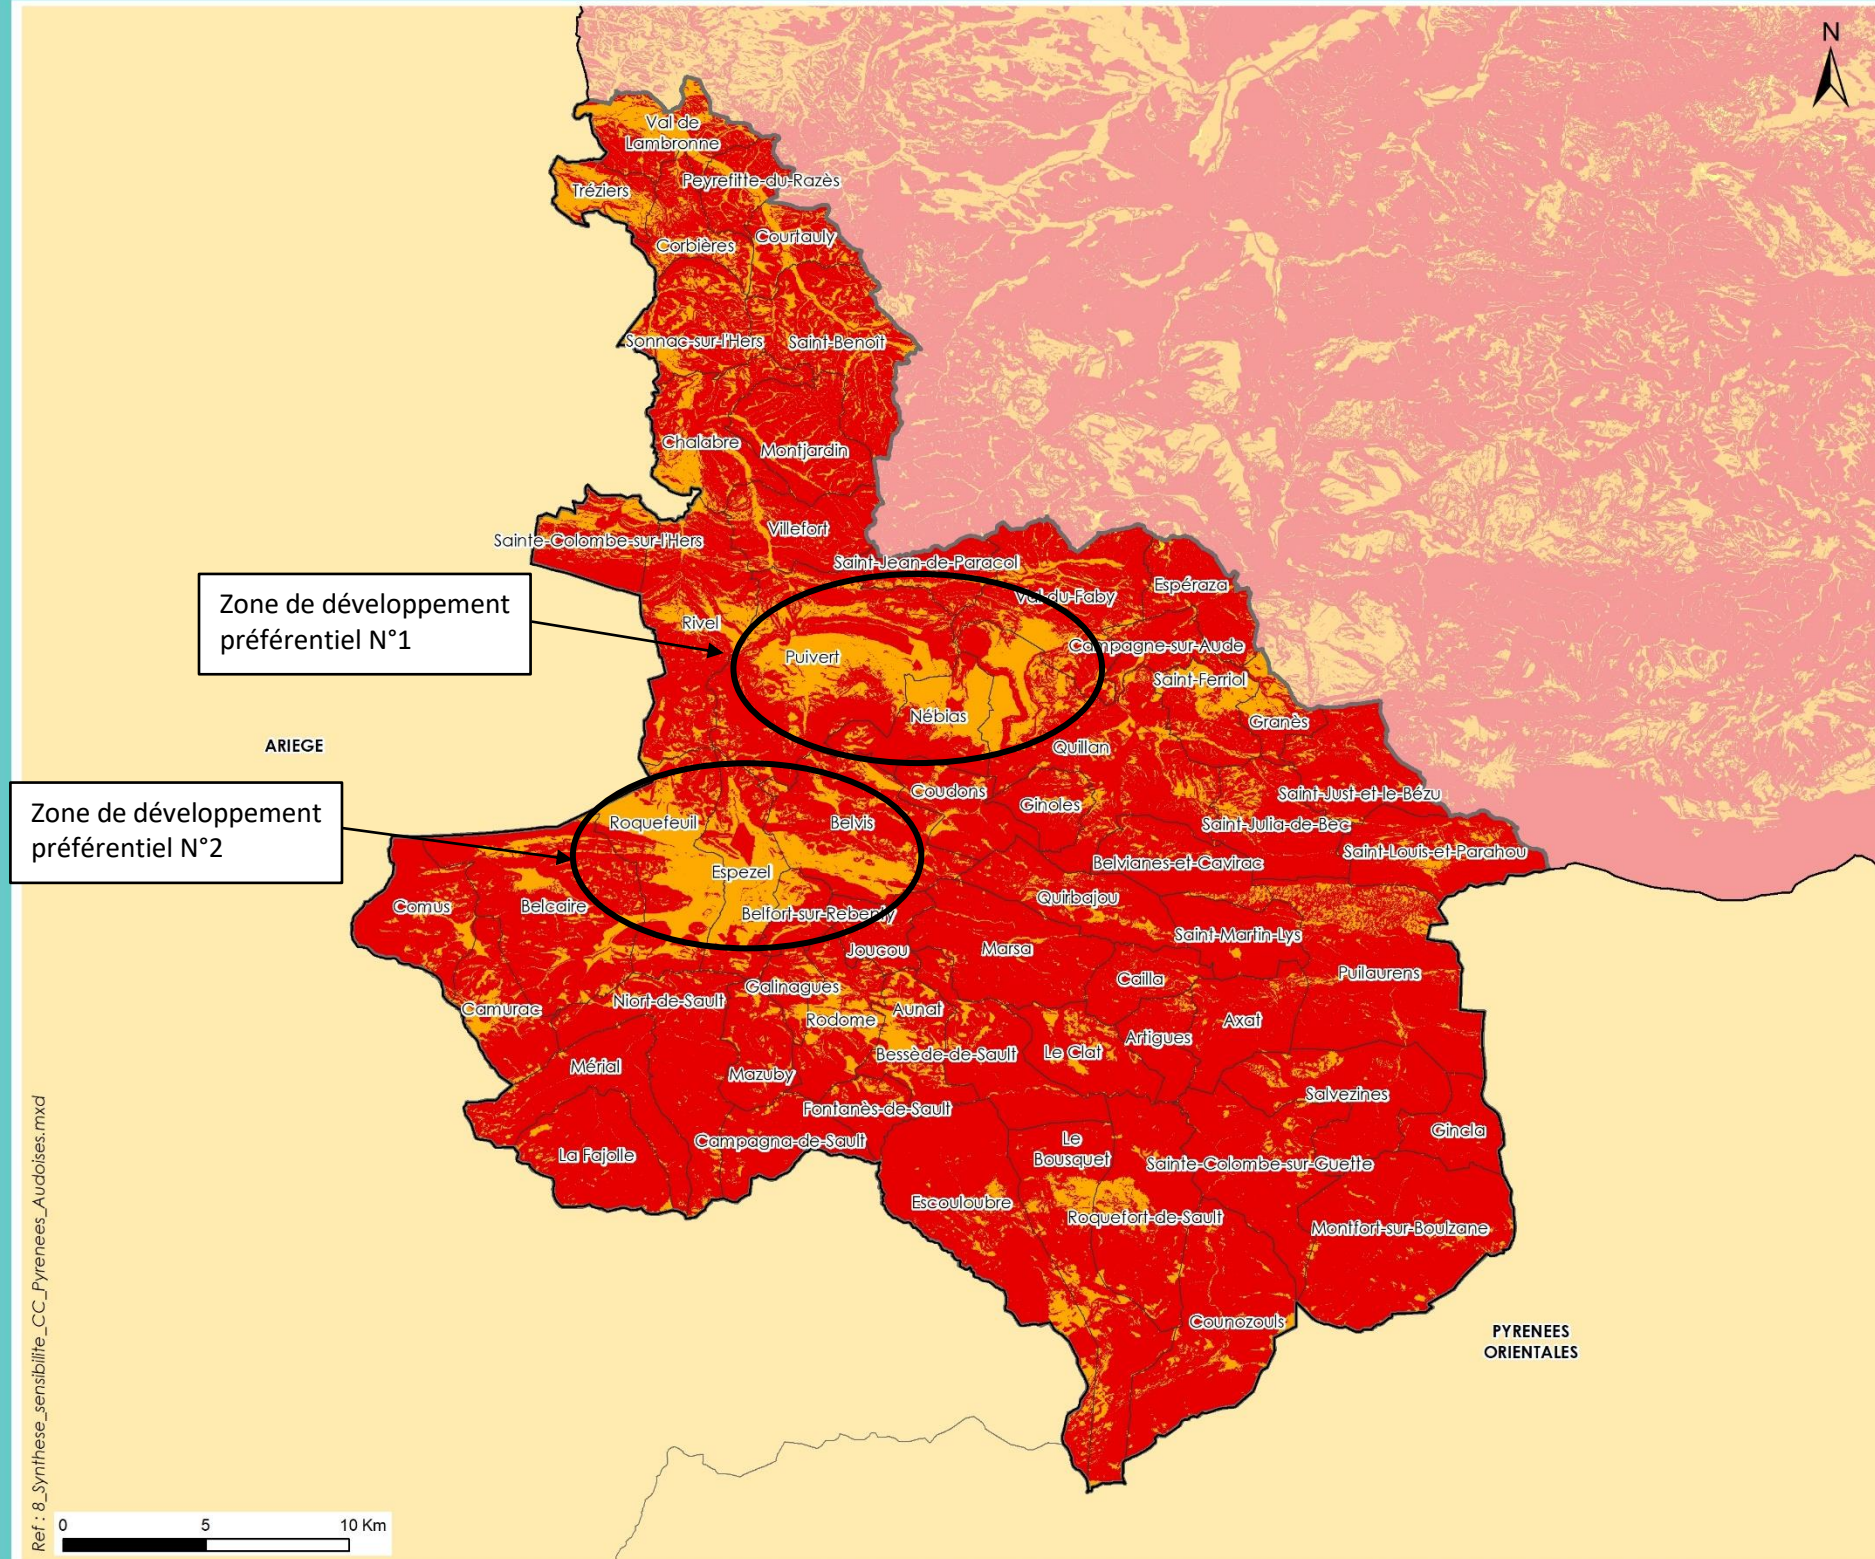 N
Val de
Lambronne
Tréziers
Peyrefitte-du-Razès
Corbières
Courtauly
Sonnac-sur-l'Hers
Saint-Benoît
Chalabre
Montjardin
Villefort
Sainte-Colombe-sur-l'Hers
Saint-Jean-de-Paracol
Espéraza
Val-du-Faby
Zone de développement
préférentiel N°1
Rivel
Puivert
Campagne-sur-Aude
Saint-Ferriol
Nébias
Granès
Quillan
ARIEGE
Zone de développement
préférentiel N°2
Roquefeuil
Belvis
Coudons
Ginoles
Saint-Just-et-le-Bézu
Saint-Julia-de-Bec
Saint-Louis-et-Parahou
Belvianes-et-Cavirac
Espezel
Quirbajou
Comus
Belcaire
Belfort-sur-Rebenty
Saint-Martin-Lys
Joucou
Marsa
Cailla
Puilaurens
Galinagues
Niort-de-Sault
Camurac
Rodome
Aunat
Axat
Artigues
Le Clat
Bessède-de-Sault
Mérial
Mazuby
Salvezines
Fontanès-de-Sault
Gincla
Campagna-de-Sault
Le
Bousquet
La Fajolle
Sainte-Colombe-sur-Guette
Escouloubre
Roquefort-de-Sault
Montfort-sur-Boulzane
Counozouls
PYRENEES
ORIENTALES
Ref : 8_Synthese_sensibilite_CC_Pyrenees_Audoises.mxd
0 5 10 Km